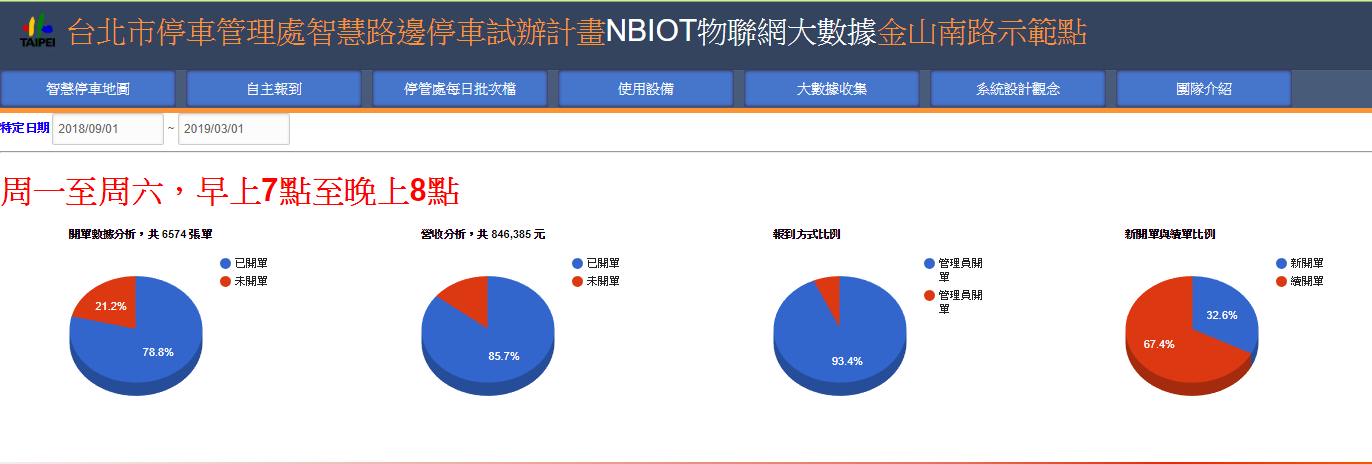 TAIPEI
台北市停車管理處智慧路邊停車試辦計畫NBIOT物聯網大數據金山南路示範點
智慧停車地圖 自主報到 停管處每日批次檔 使用設備 大數據收集 系統設計觀念 團隊介紹
特定日期 2018/09/01 ~ 2019/03/01
周一至周六，早上7點至晚上8點
開單數據分析，共 6574 張單
已開單
未開單
21.2%
78.8%
營收分析，共 846,385 元
已開單
未開單
85.7%
報到方式比例
管理員開
單
管理員開
單
93.4%
新開單與續單比例
新開單
續開單
32.6%
67.4%